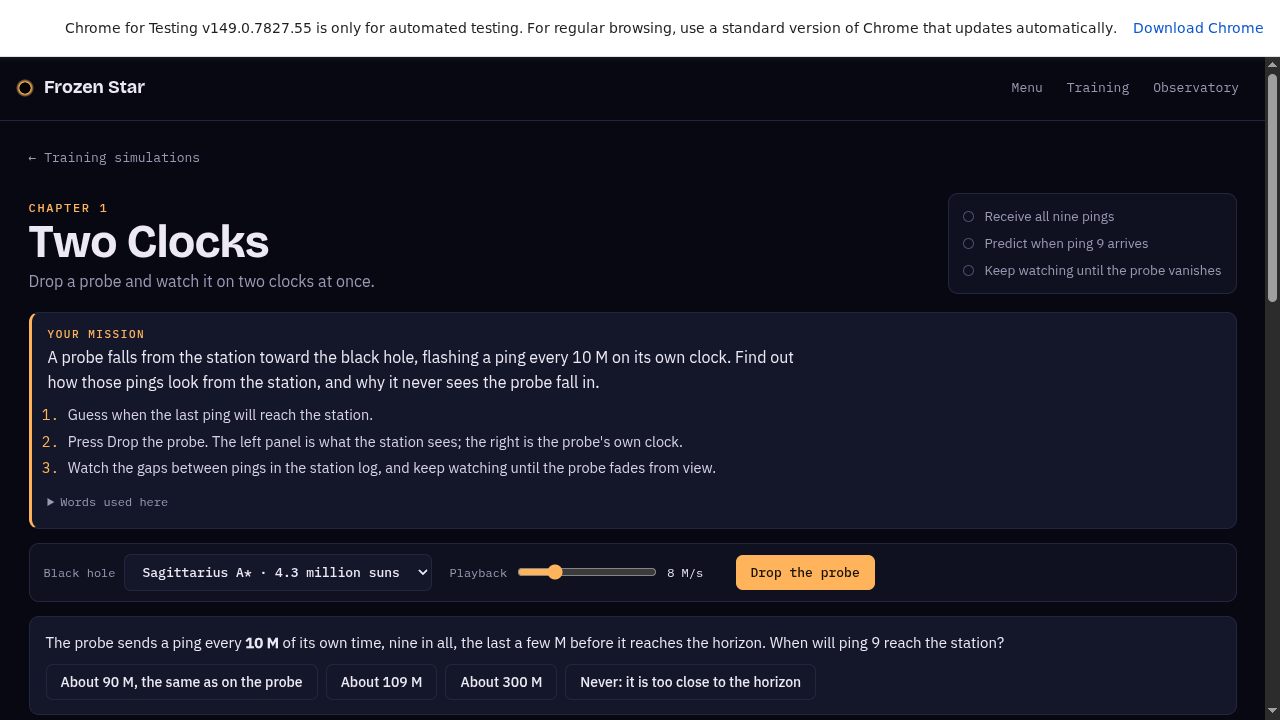 Chrome for Testing v149.0.7827.55 is only for automated testing. For regular browsing, use a standard version of Chrome that updates automatically. Download Chrome
Frozen Star
Menu Training Observatory
← Training simulations
CHAPTER 1
Two Clocks
Drop a probe and watch it on two clocks at once.
Receive all nine pings
Predict when ping 9 arrives
Keep watching until the probe vanishes
YOUR MISSION
A probe falls from the station toward the black hole, flashing a ping every 10 M on its own clock. Find out
how those pings look from the station, and why it never sees the probe fall in.
1. Guess when the last ping will reach the station.
2. Press Drop the probe. The left panel is what the station sees; the right is the probe's own clock.
3. Watch the gaps between pings in the station log, and keep watching until the probe fades from view.
▶ Words used here
Black hole Sagittarius A* · 4.3 million suns Playback 8 M/s Drop the probe
The probe sends a ping every 10 M of its own time, nine in all, the last a few M before it reaches the horizon. When will ping 9 reach the station?
About 90 M, the same as on the probe About 109 M About 300 M Never: it is too close to the horizon